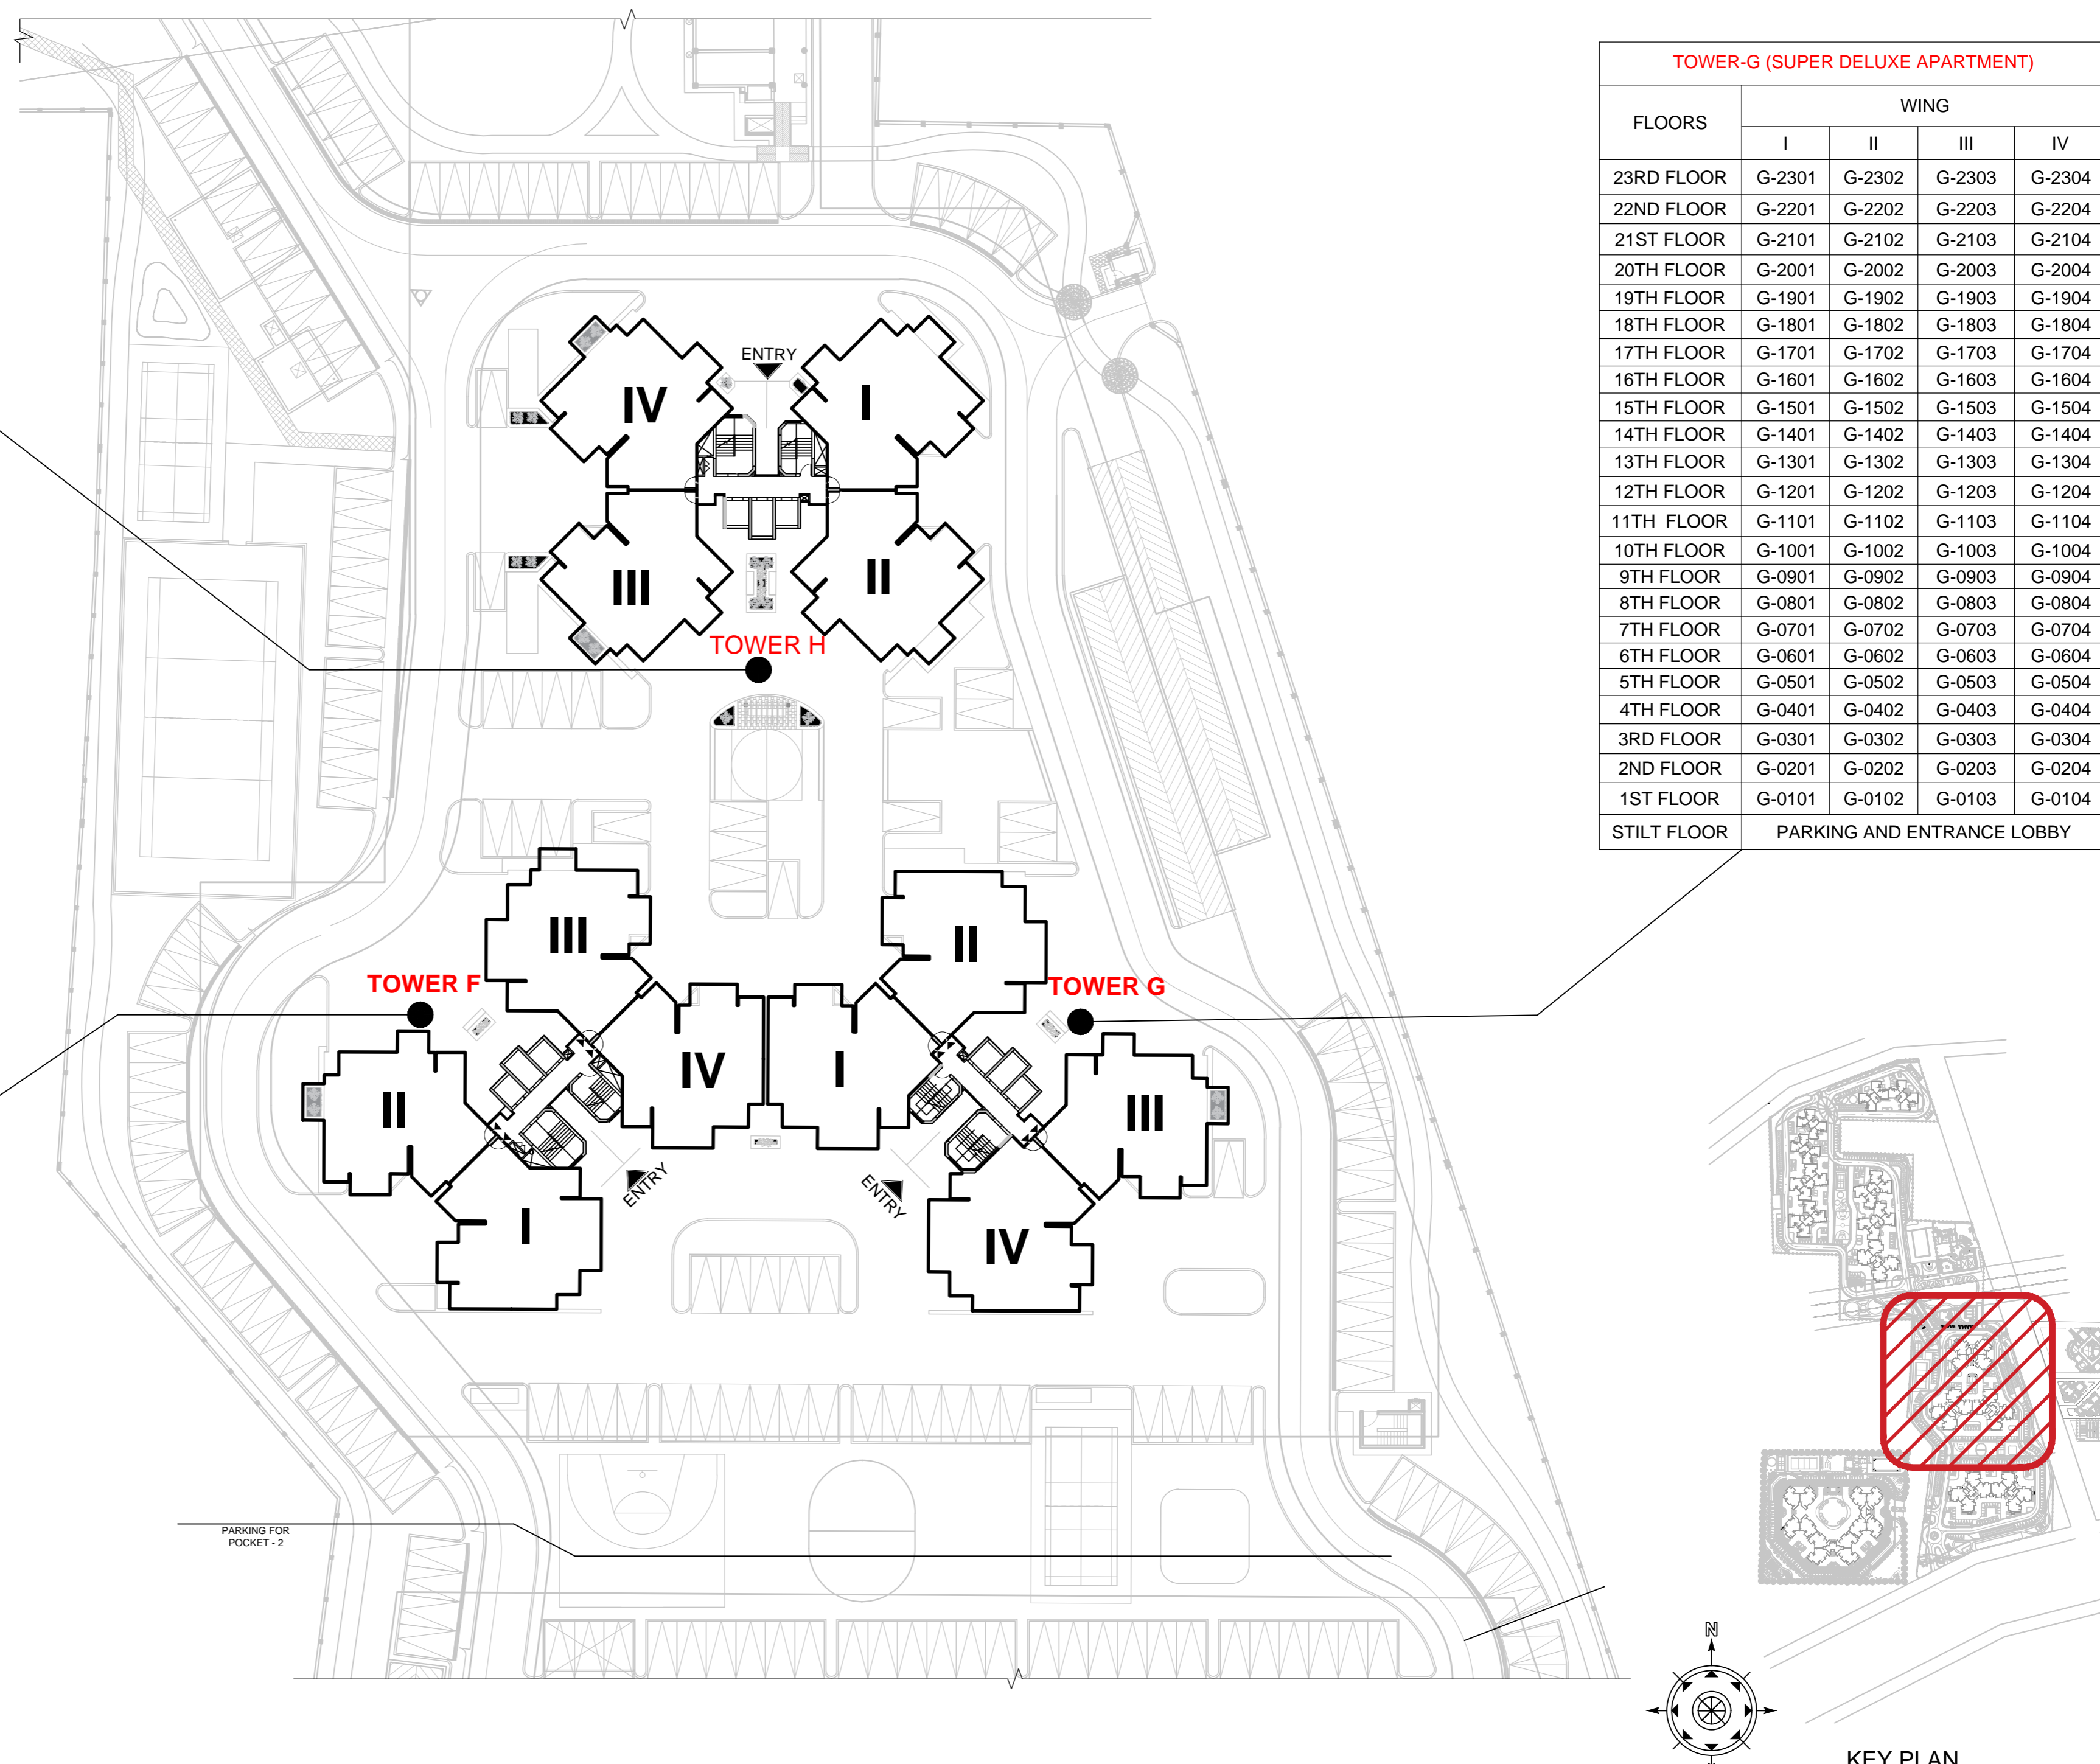 TOWER-G (SUPER DELUXE APARTMENT)
FLOORS WING
I II III IV
23RD FLOOR G-2301 G-2302 G-2303 G-2304
22ND FLOOR G-2201 G-2202 G-2203 G-2204
21ST FLOOR G-2101 G-2102 G-2103 G-2104
20TH FLOOR G-2001 G-2002 G-2003 G-2004
19TH FLOOR G-1901 G-1902 G-1903 G-1904
18TH FLOOR G-1801 G-1802 G-1803 G-1804
17TH FLOOR G-1701 G-1702 G-1703 G-1704
16TH FLOOR G-1601 G-1602 G-1603 G-1604
15TH FLOOR G-1501 G-1502 G-1503 G-1504
14TH FLOOR G-1401 G-1402 G-1403 G-1404
13TH FLOOR G-1301 G-1302 G-1303 G-1304
12TH FLOOR G-1201 G-1202 G-1203 G-1204
11TH FLOOR G-1101 G-1102 G-1103 G-1104
10TH FLOOR G-1001 G-1002 G-1003 G-1004
9TH FLOOR G-0901 G-0902 G-0903 G-0904
8TH FLOOR G-0801 G-0802 G-0803 G-0804
7TH FLOOR G-0701 G-0702 G-0703 G-0704
6TH FLOOR G-0601 G-0602 G-0603 G-0604
5TH FLOOR G-0501 G-0502 G-0503 G-0504
4TH FLOOR G-0401 G-0402 G-0403 G-0404
3RD FLOOR G-0301 G-0302 G-0303 G-0304
2ND FLOOR G-0201 G-0202 G-0203 G-0204
1ST FLOOR G-0101 G-0102 G-0103 G-0104
STILT FLOOR PARKING AND ENTRANCE LOBBY
ENTRY
IV I
III II
TOWER H
III II
TOWER F TOWER G
IV I
II III
ENTRY ENTRY
I IV
PARKING FOR
POCKET - 2
N
KEY PLAN